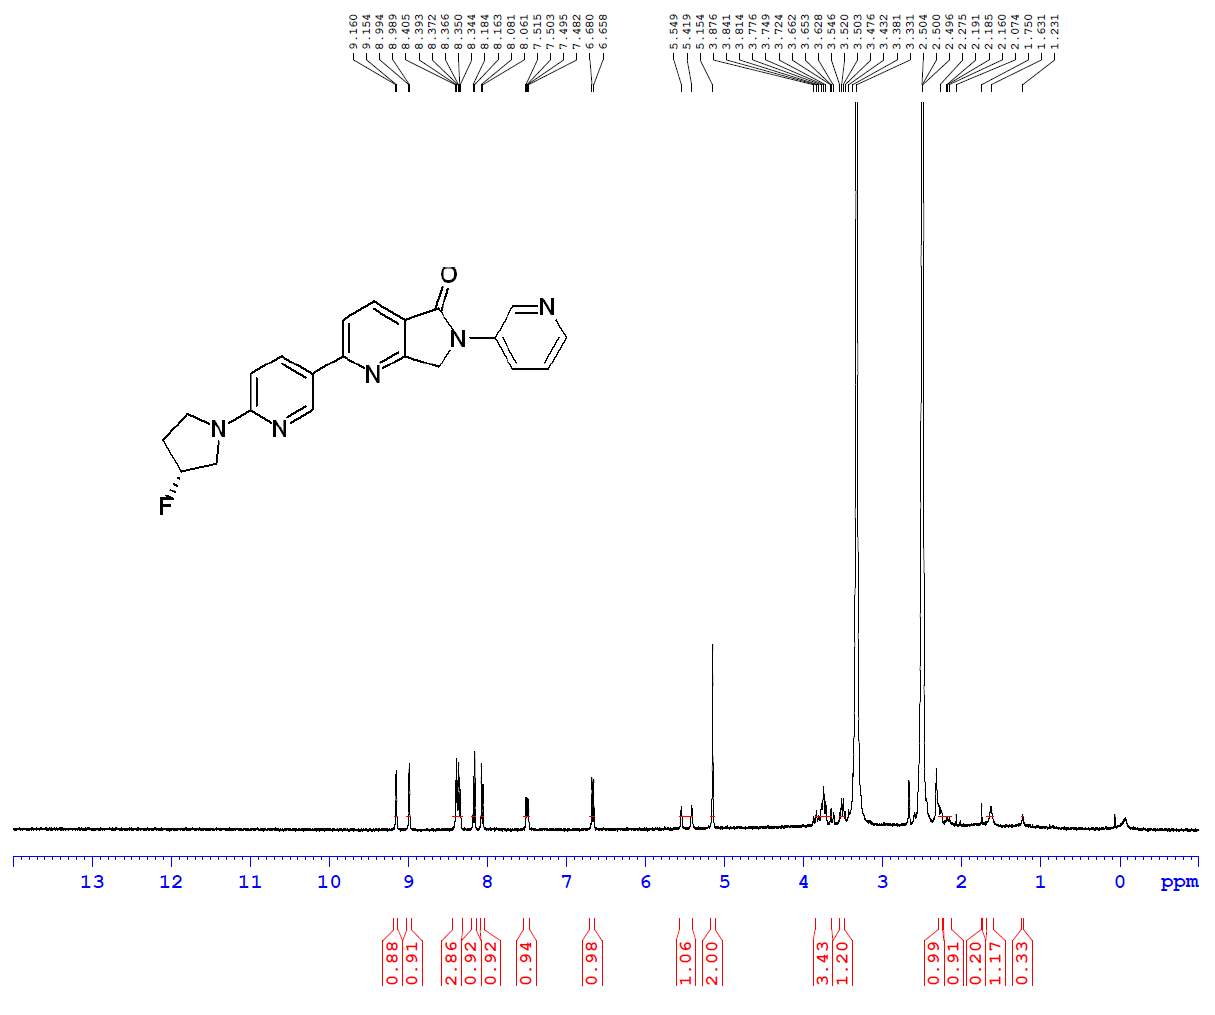 9.160 9.154 8.994 8.989 8.405 8.393 8.372 8.366 8.350 8.344 8.184 8.163 8.081 8.061 7.515 7.503 7.495 7.482 6.680 6.658 5.549 5.419 5.154 3.876 3.841 3.814 3.776 3.749 3.724 3.662 3.653 3.628 3.546 3.520 3.503 3.476 3.432 3.381 3.331 2.504 2.500 2.496 2.275 2.191 2.185 2.160 2.074 1.750 1.631 1.231
O
N
N
N
N
N
F
13 12 11 10 9 8 7 6 5 4 3 2 1 0 ppm
0.88 0.91 2.86 0.92 0.92 0.94 0.98 1.06 2.00 3.43 1.20 0.99 0.91 0.20 1.17 0.33